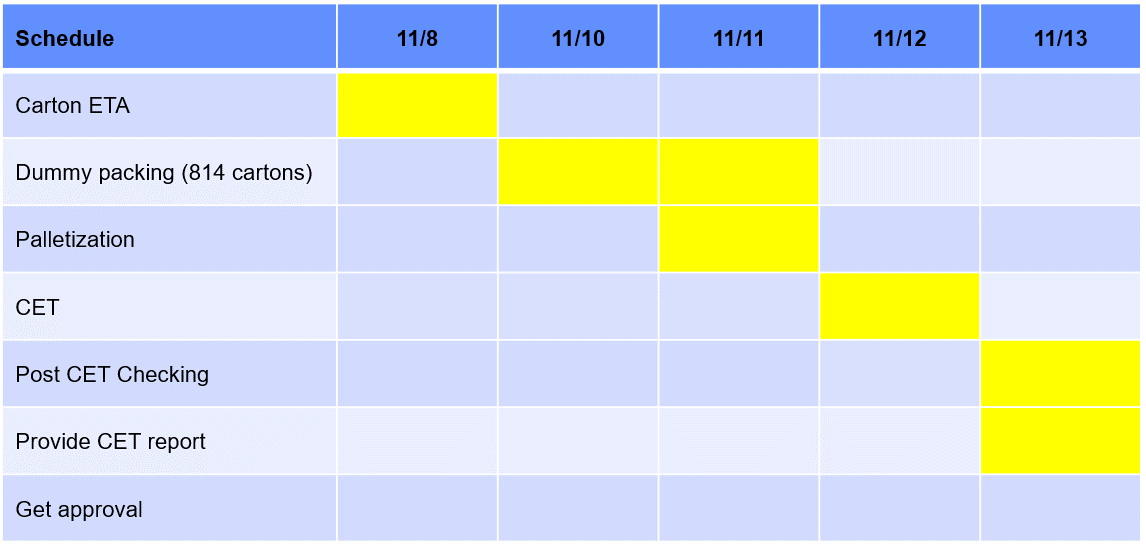 Schedule 11/8 11/10 11/11 11/12 11/13
Carton ETA
Dummy packing (814 cartons)
Palletization
CET
Post CET Checking
Provide CET report
Get approval